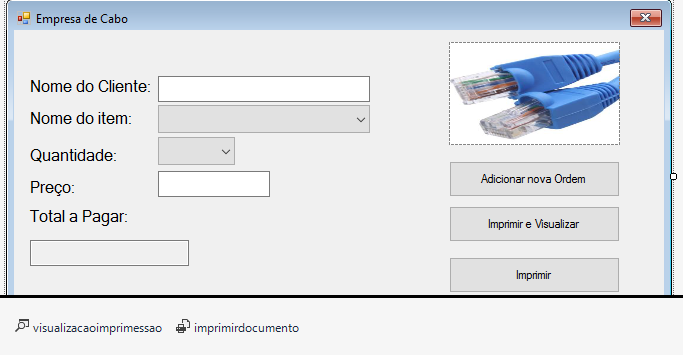 Empresa de Cabo
Nome do Cliente:
Nome do item:
Quantidade:
Preço:
Total a Pagar:
Adicionar nova Ordem
Imprimir e Visualizar
Imprimir
visualizacaoimprimessao imprimirdocumento